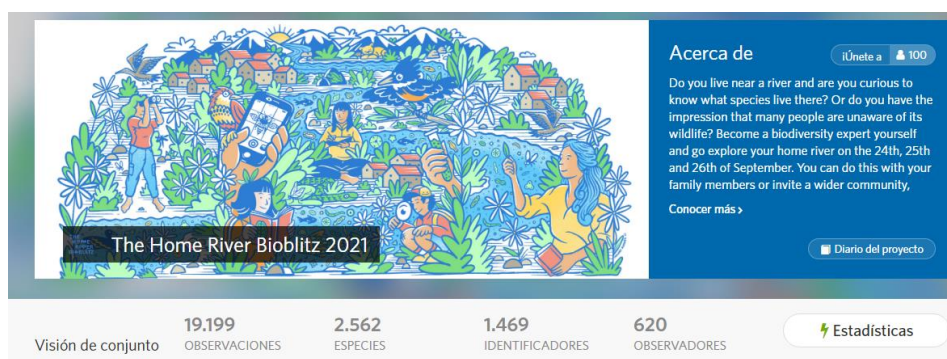 The Home River Bioblitz 2021
Acerca de
¡Únete a 100
Do you live near a river and are you curious to
know what species live there? Or do you have the
impression that many people are unaware of its
wildlife? Become a biodiversity expert yourself
and go explore your home river on the 24th, 25th
and 26th of September. You can do this with your
family members or invite a wider community,
Conocer más >
Diario del proyecto
Visión de conjunto
19.199
OBSERVACIONES
2.562
ESPECIES
1.469
IDENTIFICADORES
620
OBSERVADORES
Estadísticas